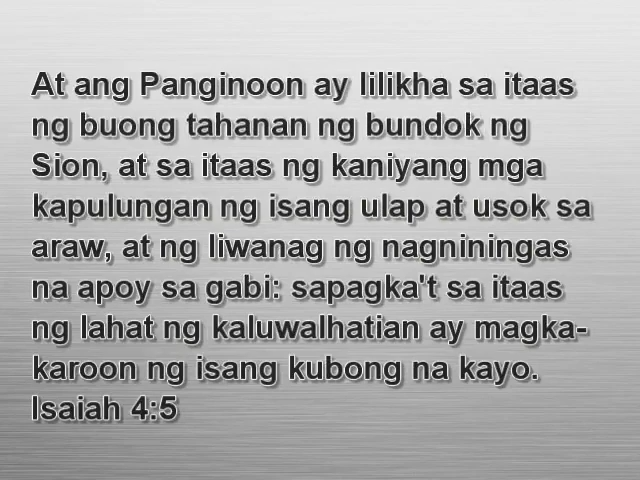 At ang Panginoon ay lilikha sa itaas
ng buong tahanan ng bundok ng
Sion, at sa itaas ng kaniyang mga
kapulungan ng isang ulap at usok sa
araw, at ng liwanag ng nagniningas
na apoy sa gabi: sapagka't sa itaas
ng lahat ng kaluwalhatian ay magka-
karoon ng isang kubong na kayo.
Isaiah 4:5